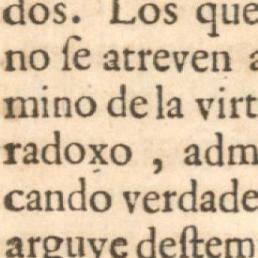 dos. Los que
no ſe atreven a
mino de la virt
radoxo , adm
cando verdade
arguye deſtem